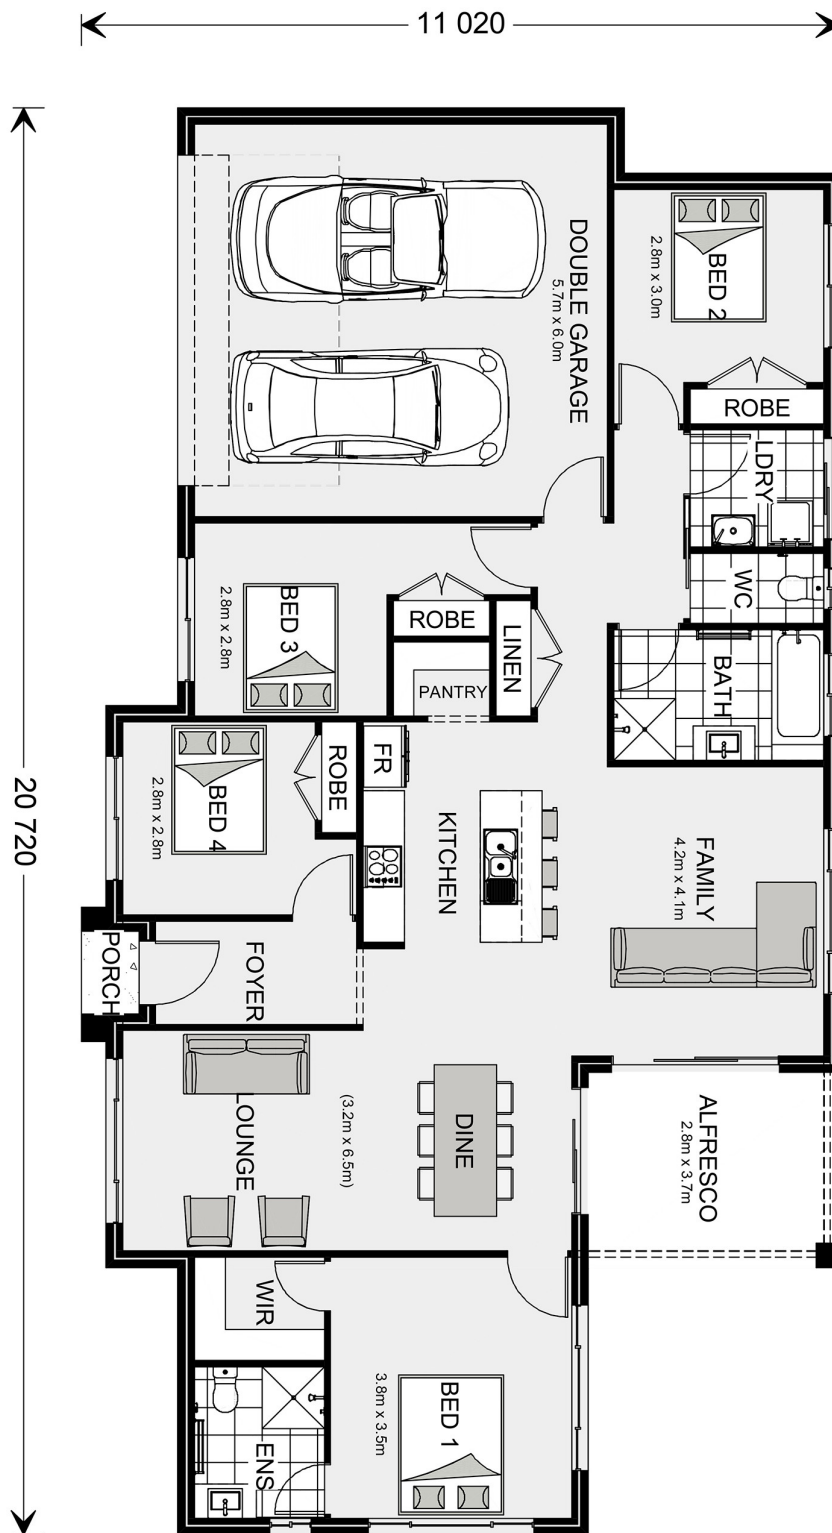 11 020
20 720
DOUBLE GARAGE
5.7m x 6.0m
BED 2
2.8m x 3.0m
ROBE
LDRY
WC
BATH
BED 3
2.8m x 2.8m
ROBE
LINEN
PANTRY
BED 4
2.8m x 2.8m
ROBE
FR
KITCHEN
FAMILY
4.2m x 4.1m
PORCH
FOYER
LOUNGE
(3.2m x 6.5m)
DINE
ALFRESCO
2.8m x 3.7m
WIR
ENS
BED 1
3.8m x 3.5m